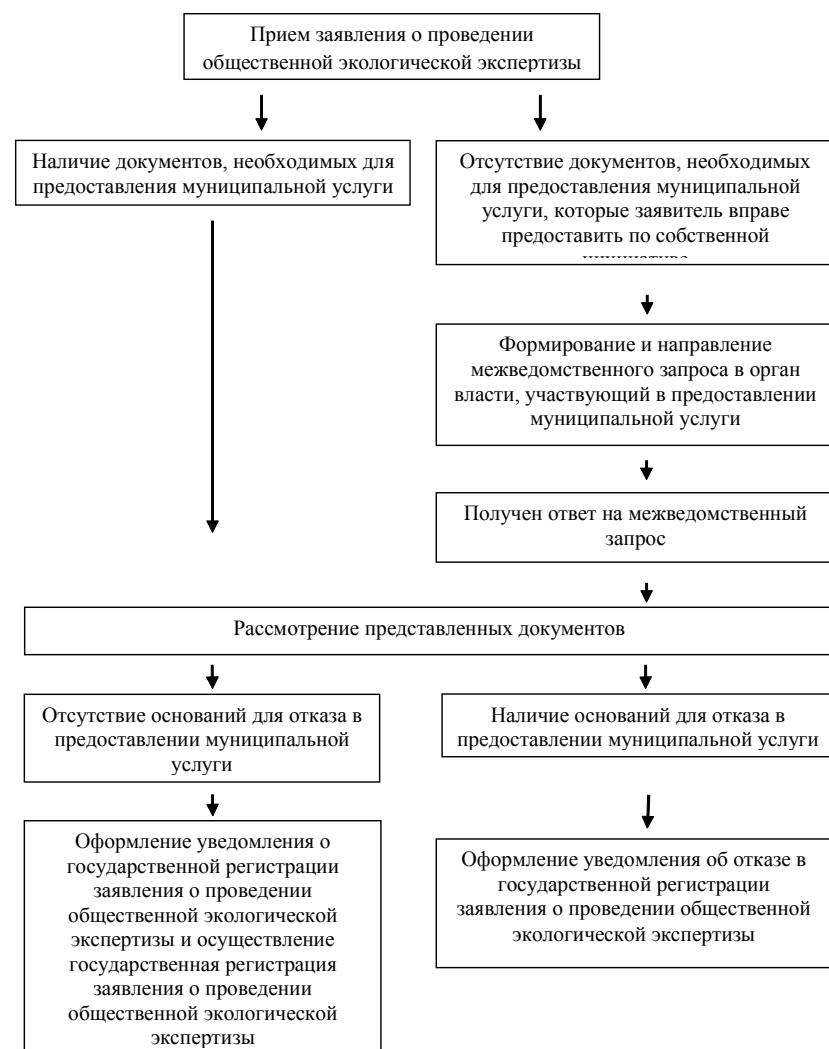 Прием заявления о проведении
общественной экологической экспертизы
Наличие документов, необходимых для
предоставления муниципальной услуги
Отсутствие документов, необходимых
для предоставления муниципальной
услуги, которые заявитель вправе
предоставить по собственной
Формирование и направление
межведомственного запроса в орган
власти, участвующий в предоставлении
муниципальной услуги
Получен ответ на межведомственный
запрос
Рассмотрение представленных документов
Отсутствие оснований для отказа в
предоставлении муниципальной
услуги
Наличие оснований для отказа в
предоставлении муниципальной услуги
Оформление уведомления о
государственной регистрации
заявления о проведении
общественной экологической
экспертизы и осуществление
государственная регистрация
заявления о проведении
общественной экологической
экспертизы
Оформление уведомления об отказе в
государственной регистрации
заявления о проведении общественной
экологической экспертизы